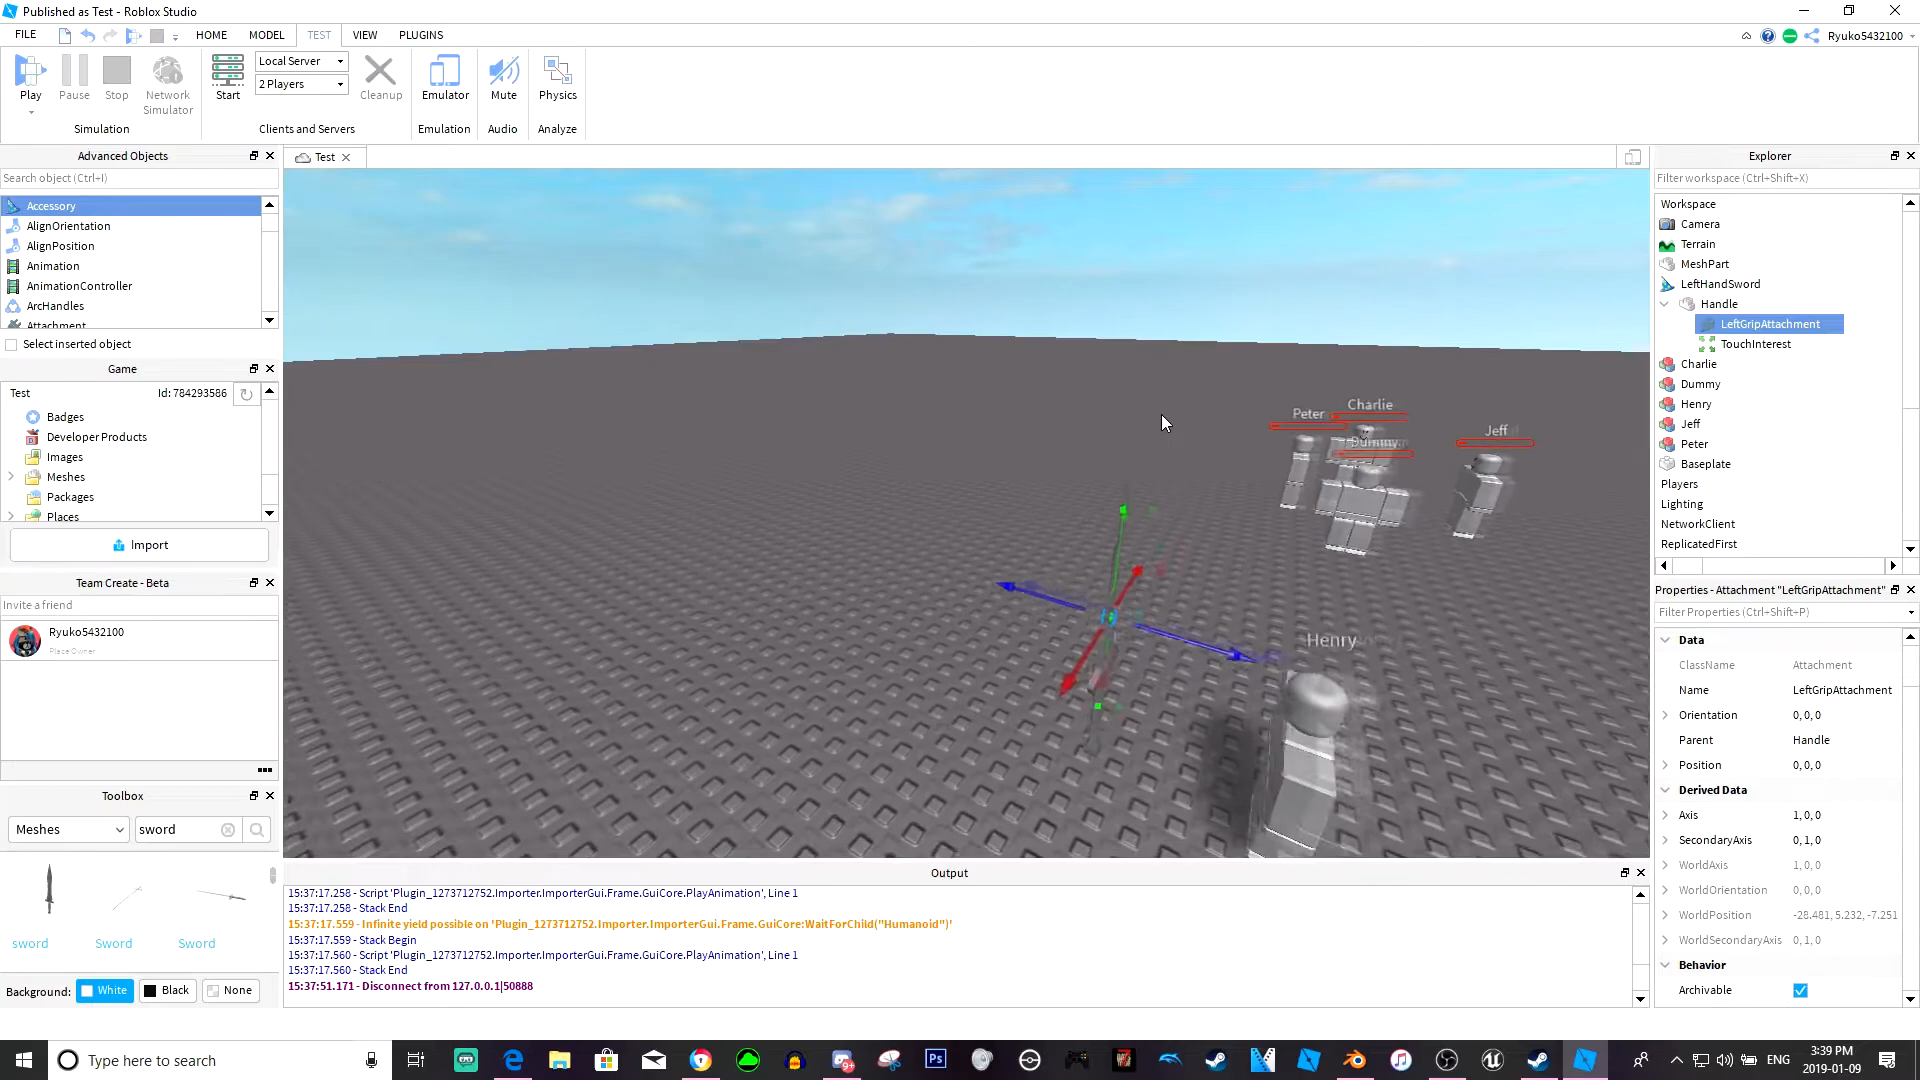 Published as Test - Roblox Studio
FILE
HOME
MODEL
TEST
VIEW
PLUGINS
Ryuko5432100
Play
Pause
Stop
Network
Simulator
Simulation
Start
Local Server
2 Players
Cleanup
Clients and Servers
Emulator
Emulation
Mute
Audio
Physics
Analyze
Advanced Objects
Search object (Ctrl+I)
Accessory
AlignOrientation
AlignPosition
Animation
AnimationController
ArcHandles
Attachment
Select inserted object
Game
Test
Id: 784293586
Badges
Developer Products
Images
Meshes
Packages
Places
Import
Team Create - Beta
Invite a friend
Ryuko5432100
Place Owner
Toolbox
Meshes
sword
sword
Sword
Sword
Background:
White
Black
None
Test
Peter
Charlie
Dummy
Jeff
Henry
Output
15:37:17.258 - Script 'Plugin_1273712752.Importer.ImporterGui.Frame.GuiCore.PlayAnimation', Line 1
15:37:17.258 - Stack End
15:37:17.559 - Infinite yield possible on 'Plugin_1273712752.Importer.ImporterGui.Frame.GuiCore:WaitForChild("Humanoid")'
15:37:17.559 - Stack Begin
15:37:17.560 - Script 'Plugin_1273712752.Importer.ImporterGui.Frame.GuiCore.PlayAnimation', Line 1
15:37:17.560 - Stack End
15:37:51.171 - Disconnect from 127.0.0.1|50888
Explorer
Filter workspace (Ctrl+Shift+X)
Workspace
Camera
Terrain
MeshPart
LeftHandSword
Handle
LeftGripAttachment
TouchInterest
Charlie
Dummy
Henry
Jeff
Peter
Baseplate
Players
Lighting
NetworkClient
ReplicatedFirst
Properties - Attachment "LeftGripAttachment"
Filter Properties (Ctrl+Shift+P)
Data
ClassName Attachment
Name LeftGripAttachment
Orientation 0, 0, 0
Parent Handle
Position 0, 0, 0
Derived Data
Axis 1, 0, 0
SecondaryAxis 0, 1, 0
WorldAxis 1, 0, 0
WorldOrientation 0, 0, 0
WorldPosition -28.481, 5.232, -7.251
WorldSecondaryAxis 0, 1, 0
Behavior
Archivable
Type here to search
Ps
9+
ENG
3:39 PM
2019-01-09